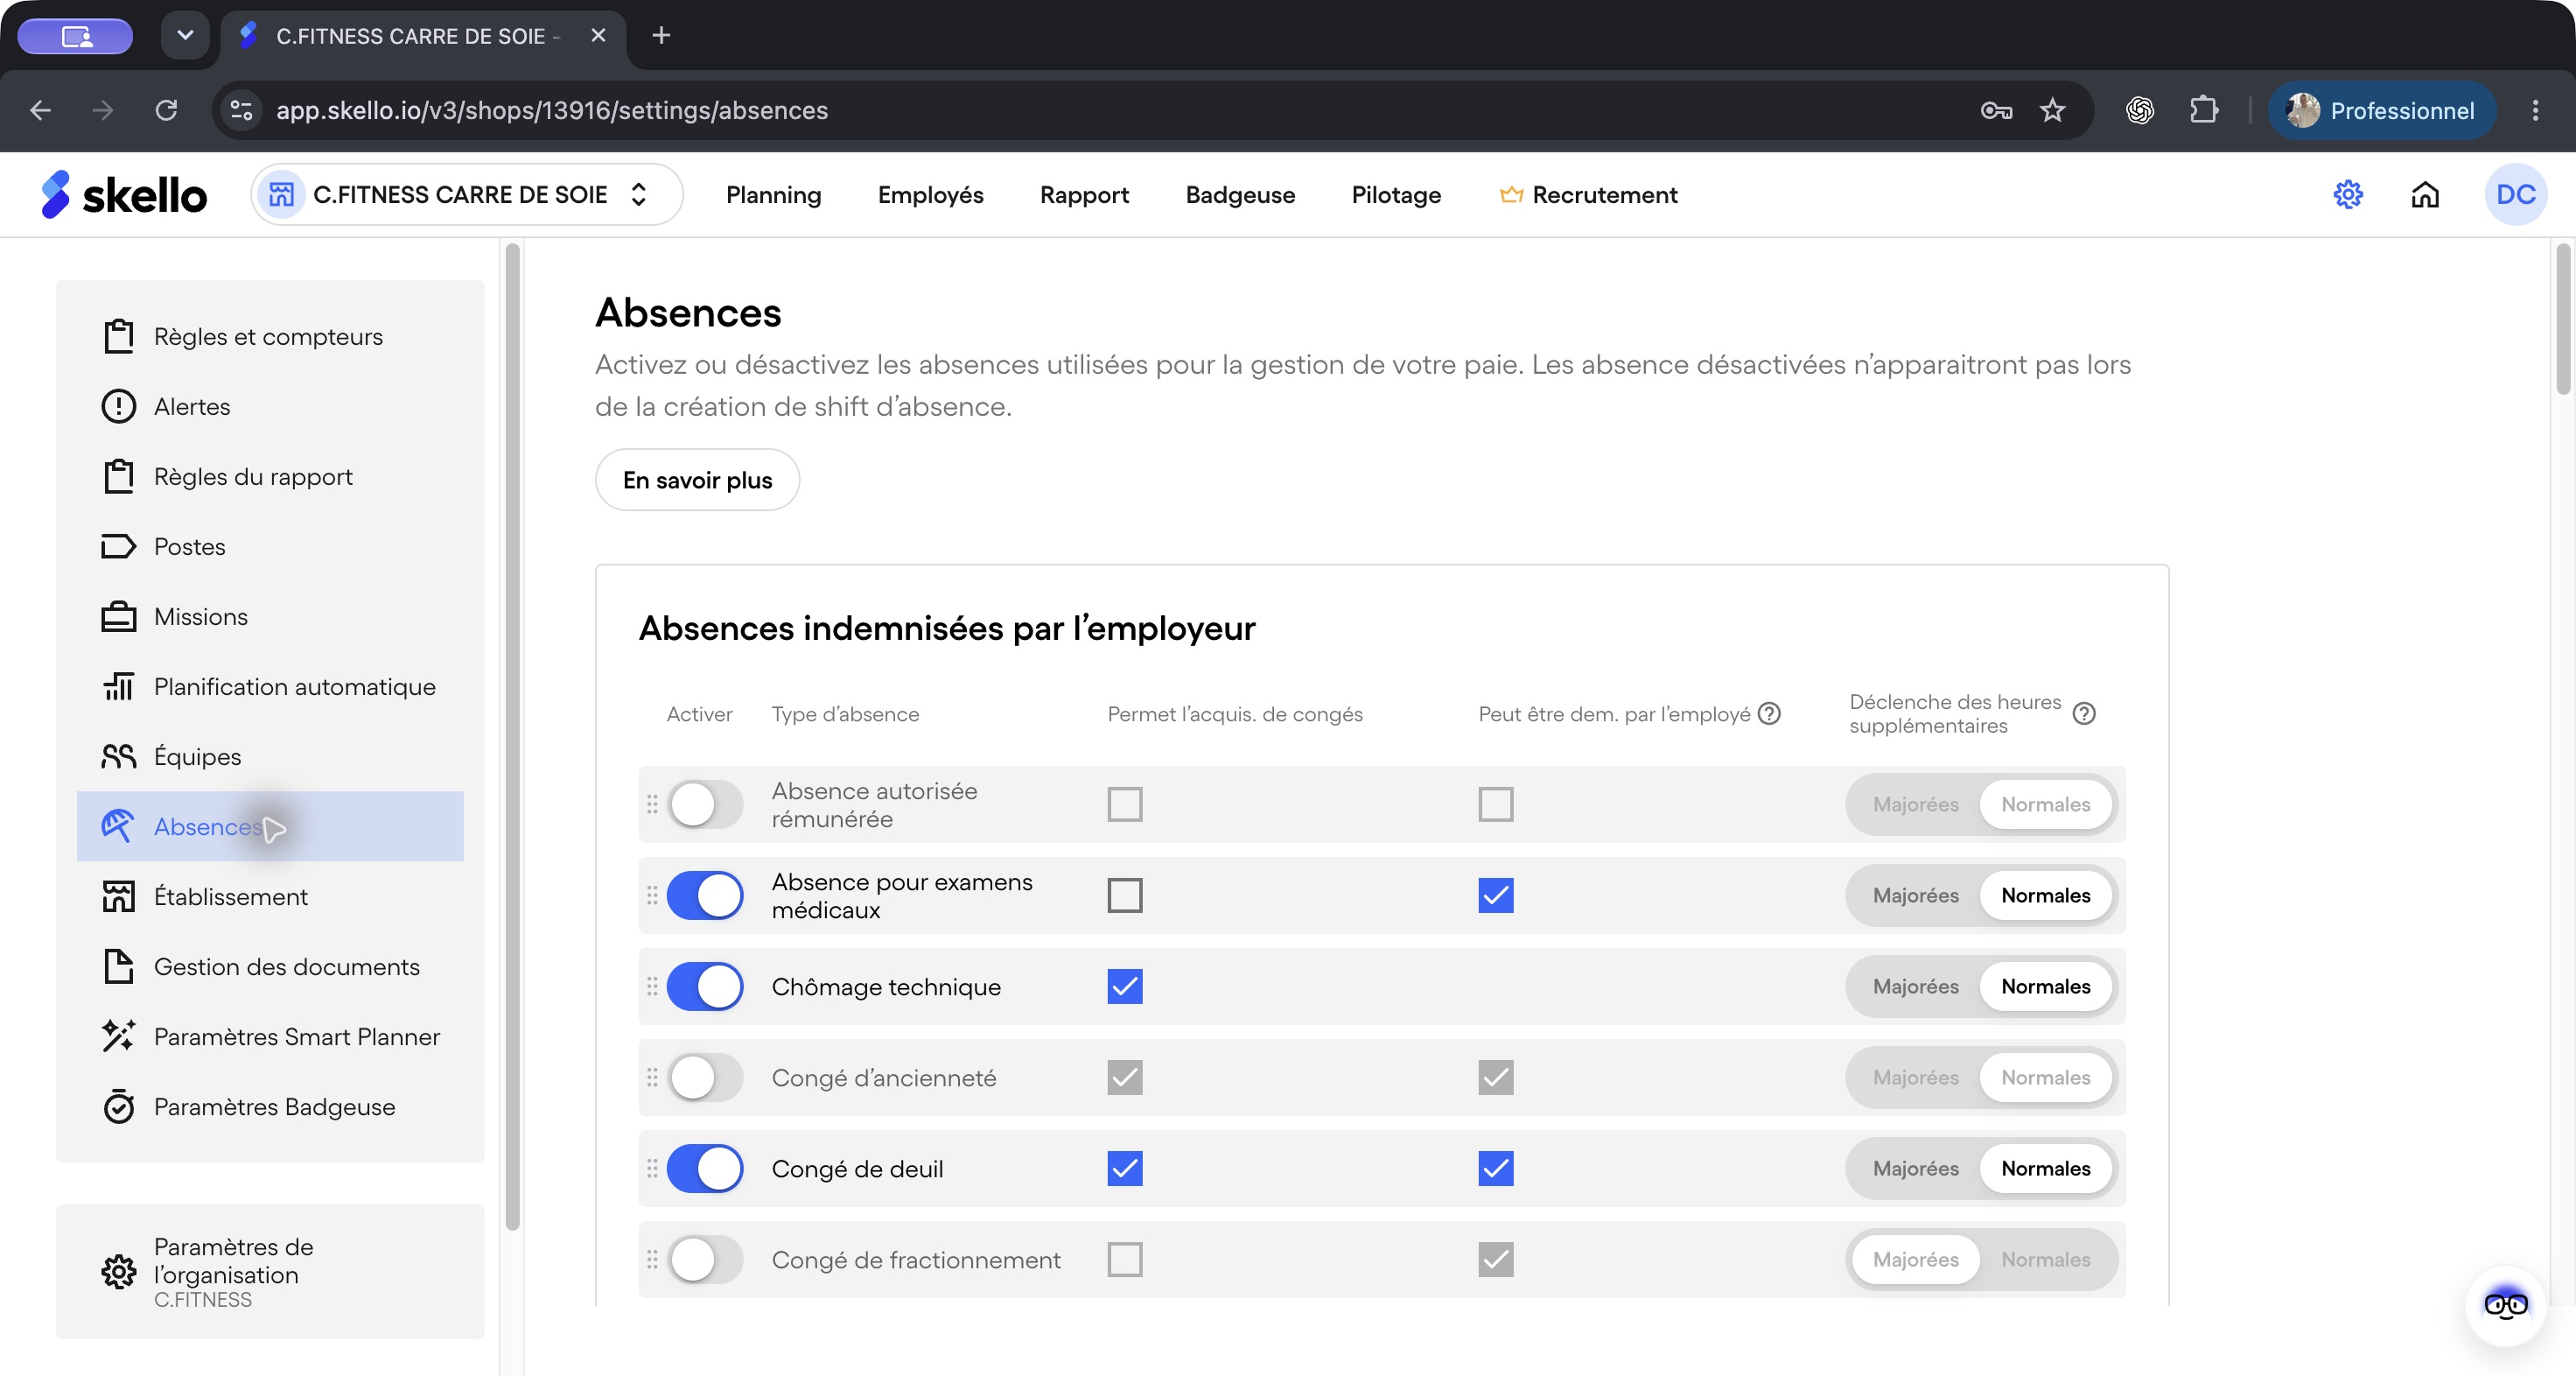 C.FITNESS CARRE DE SOIE -
app.skello.io/v3/shops/13916/settings/absences
Professionnel
skello
C.FITNESS CARRE DE SOIE
Planning
Employés
Rapport
Badgeuse
Pilotage
Recrutement
DC
Règles et compteurs
Alertes
Règles du rapport
Postes
Missions
Planification automatique
Équipes
Absences
Établissement
Gestion des documents
Paramètres Smart Planner
Paramètres Badgeuse
Paramètres de
l'organisation
C.FITNESS
Absences
Activez ou désactivez les absences utilisées pour la gestion de votre paie. Les absence désactivées n'apparaitront pas lors
de la création de shift d'absence.
En savoir plus
Absences indemnisées par l'employeur
Activer
Type d'absence
Permet l'acquis. de congés
Peut être dem. par l'employé
Déclenche des heures
supplémentaires
Absence autorisée
rémunérée
Majorées Normales
Absence pour examens
médicaux
Majorées Normales
Chômage technique
Majorées Normales
Congé d'ancienneté
Majorées Normales
Congé de deuil
Majorées Normales
Congé de fractionnement
Majorées Normales